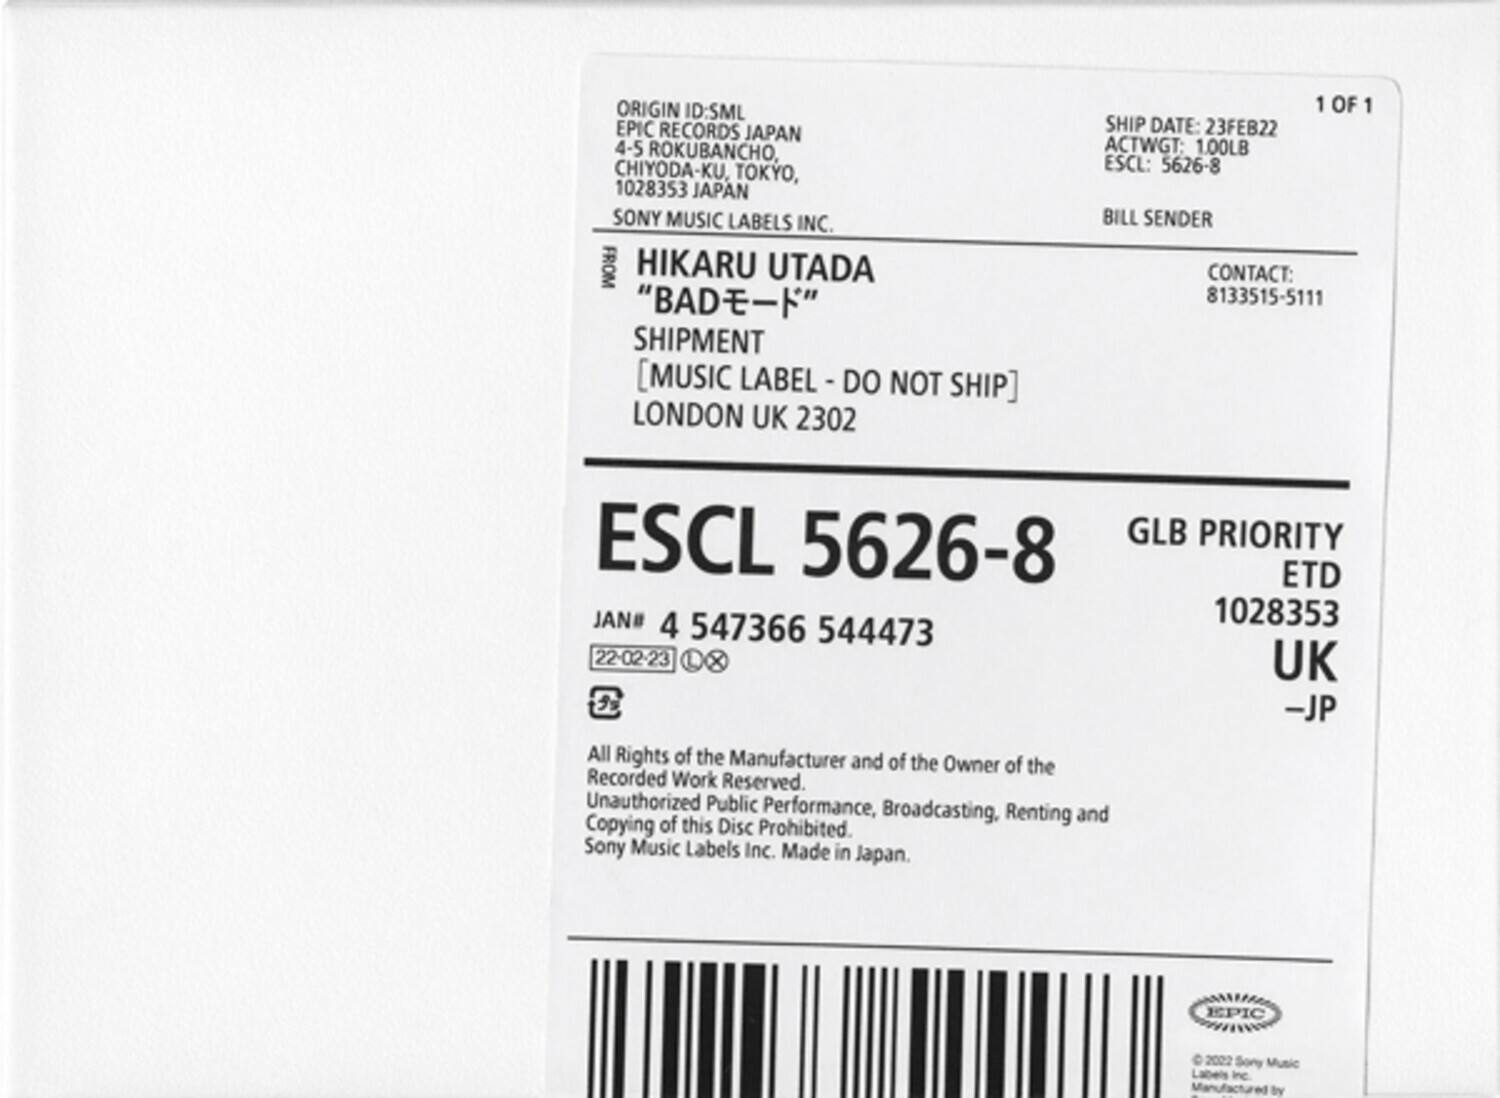 1 OF 1
ORIGIN ID:SML
EPIC RECORDS JAPAN
4-5 ROKUBANCHO,
CHIYODA-KU, TOKYO,
1028353 JAPAN
SONY MUSIC LABELS INC.
SHIP DATE: 23FEB22
ACTWGT: 1.00LB
ESCL: 5626-8
BILL SENDER
FROM
HIKARU UTADA
“BADモード”
SHIPMENT
[MUSIC LABEL - DO NOT SHIP]
LONDON UK 2302
CONTACT:
8133515-5111
ESCL 5626-8
JAN# 4 547366 544473
22·02·23 Ⓛ Ⓧ
プラ
GLB PRIORITY
ETD
1028353
UK
–JP
All Rights of the Manufacturer and of the Owner of the
Recorded Work Reserved.
Unauthorized Public Performance, Broadcasting, Renting and
Copying of this Disc Prohibited.
Sony Music Labels Inc. Made in Japan.
EPIC
© 2022 Sony Music
Labels Inc.
Manufactured by